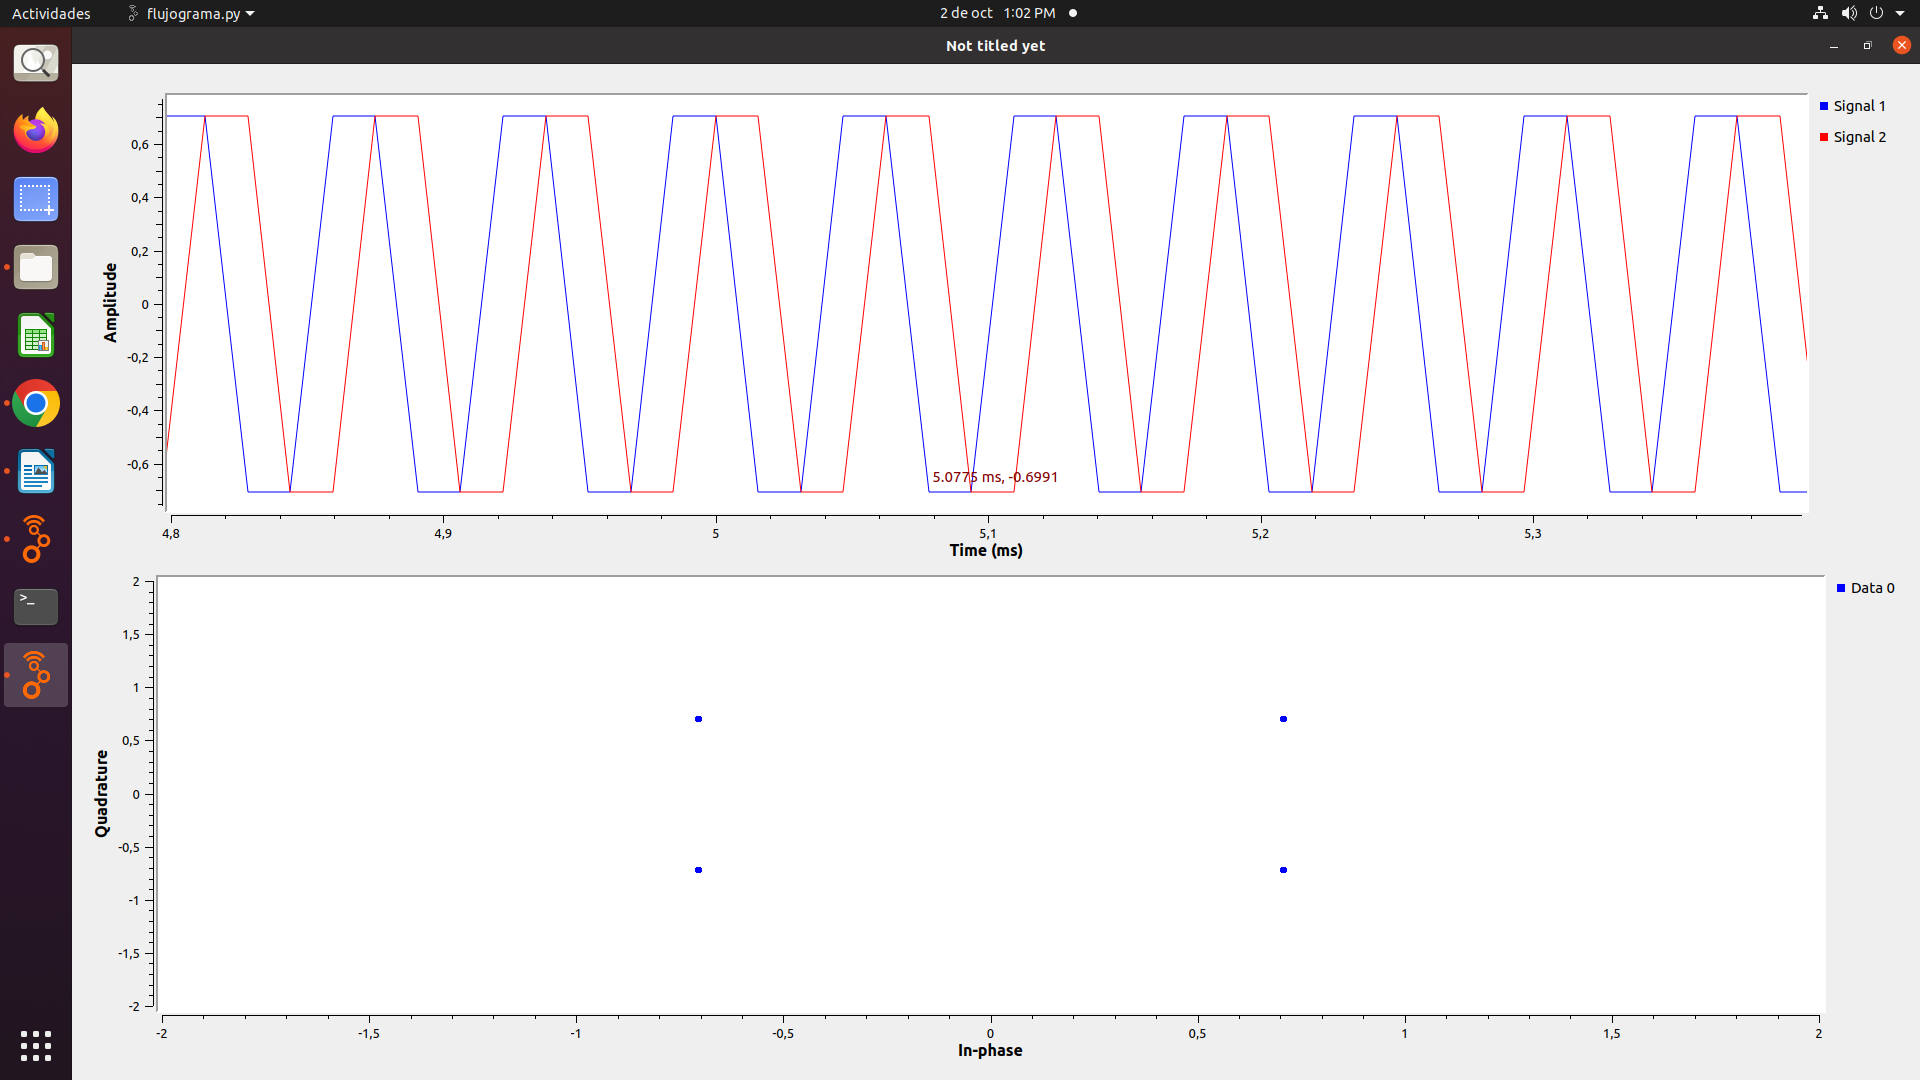 Actividades
flujograma.py
2 de oct 1:02 PM
Not titled yet
Signal 1
Signal 2
0,6
0,4
0,2
0
-0,2
-0,4
-0,6
Amplitude
5.0775 ms, -0.6991
4,8 4,9 5 5,1 5,2 5,3
Time (ms)
Data 0
2
1,5
1
0,5
0
-0,5
-1
-1,5
-2
Quadrature
-2 -1,5 -1 -0,5 0 0,5 1 1,5 2
In-phase
>_